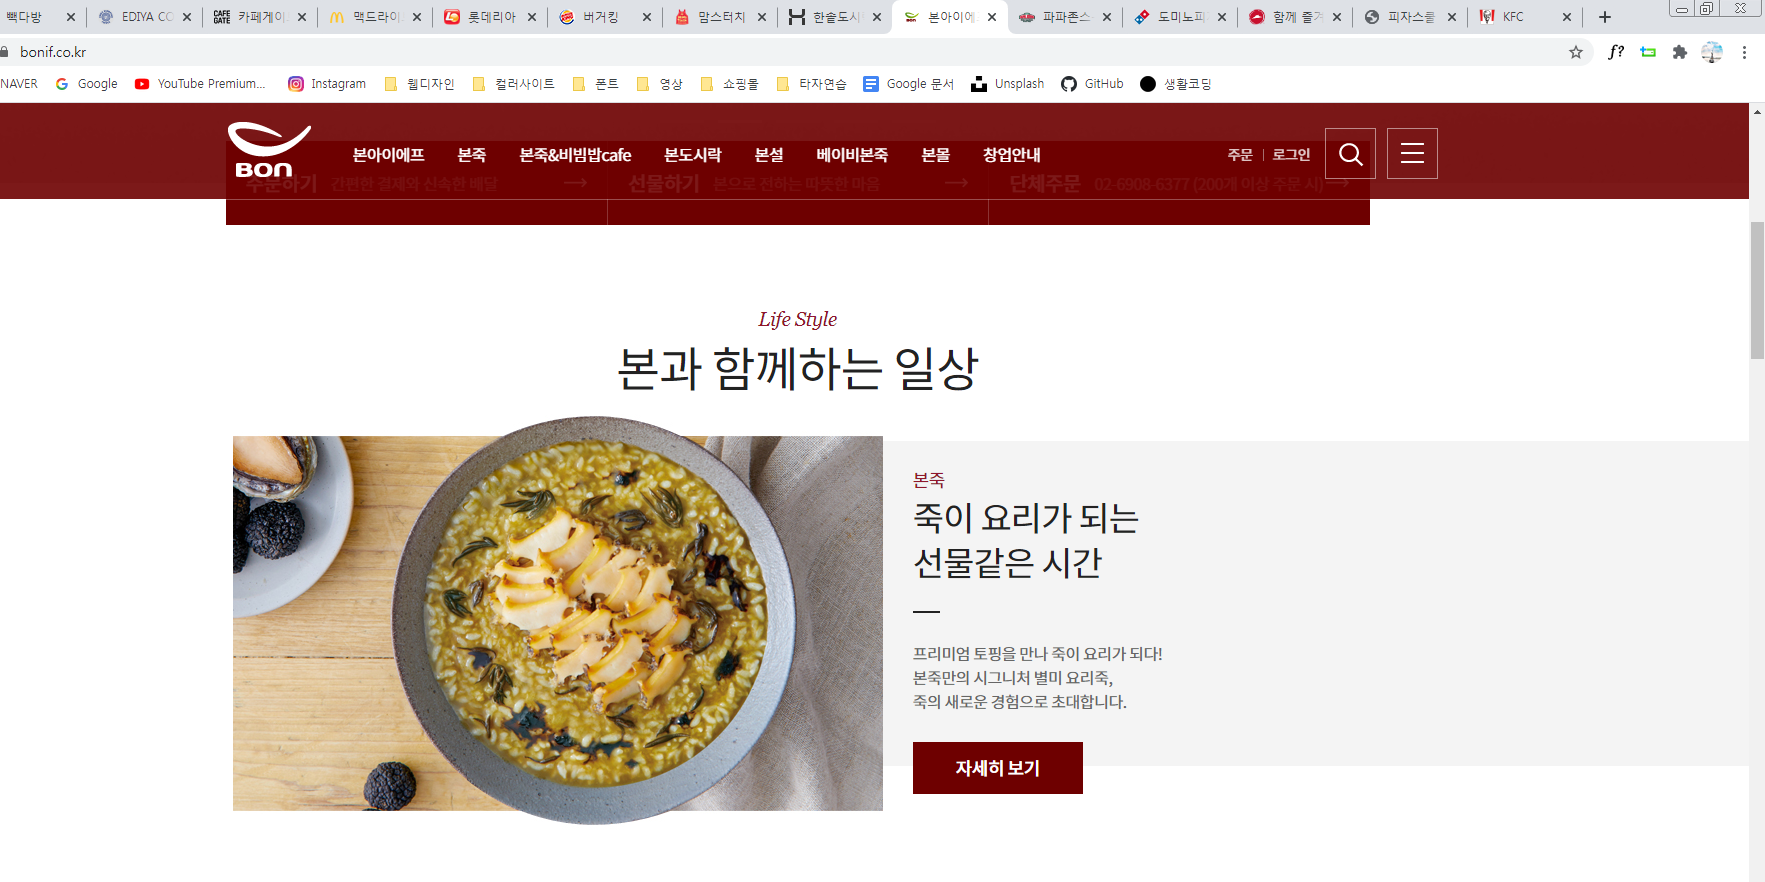 빽다방
EDIYA CO
CAFE GATE 카페게이
맥드라이
롯데리아
버거킹
맘스터치
한솥도시
본아이에
파파존스
도미노피
함께 즐겨
피자스쿨
KFC
bonif.co.kr
f?
NAVER
Google
YouTube Premium...
Instagram
웹디자인
컬러사이트
폰트
영상
쇼핑몰
타자연습
Google 문서
Unsplash
GitHub
생활코딩
BON
본아이에프
본죽
본죽&비빔밥cafe
본도시락
본설
베이비본죽
본몰
창업안내
주문
로그인
주문하기 간편한 결제와 신속한 배달
선물하기 본으로 전하는 따뜻한 마음
단체주문 02-6908-6377 (200개 이상 주문 시)
Life Style
본과 함께하는 일상
본죽
죽이 요리가 되는
선물같은 시간
프리미엄 토핑을 만나 죽이 요리가 되다!
본죽만의 시그니처 별미 요리죽,
죽의 새로운 경험으로 초대합니다.
자세히 보기